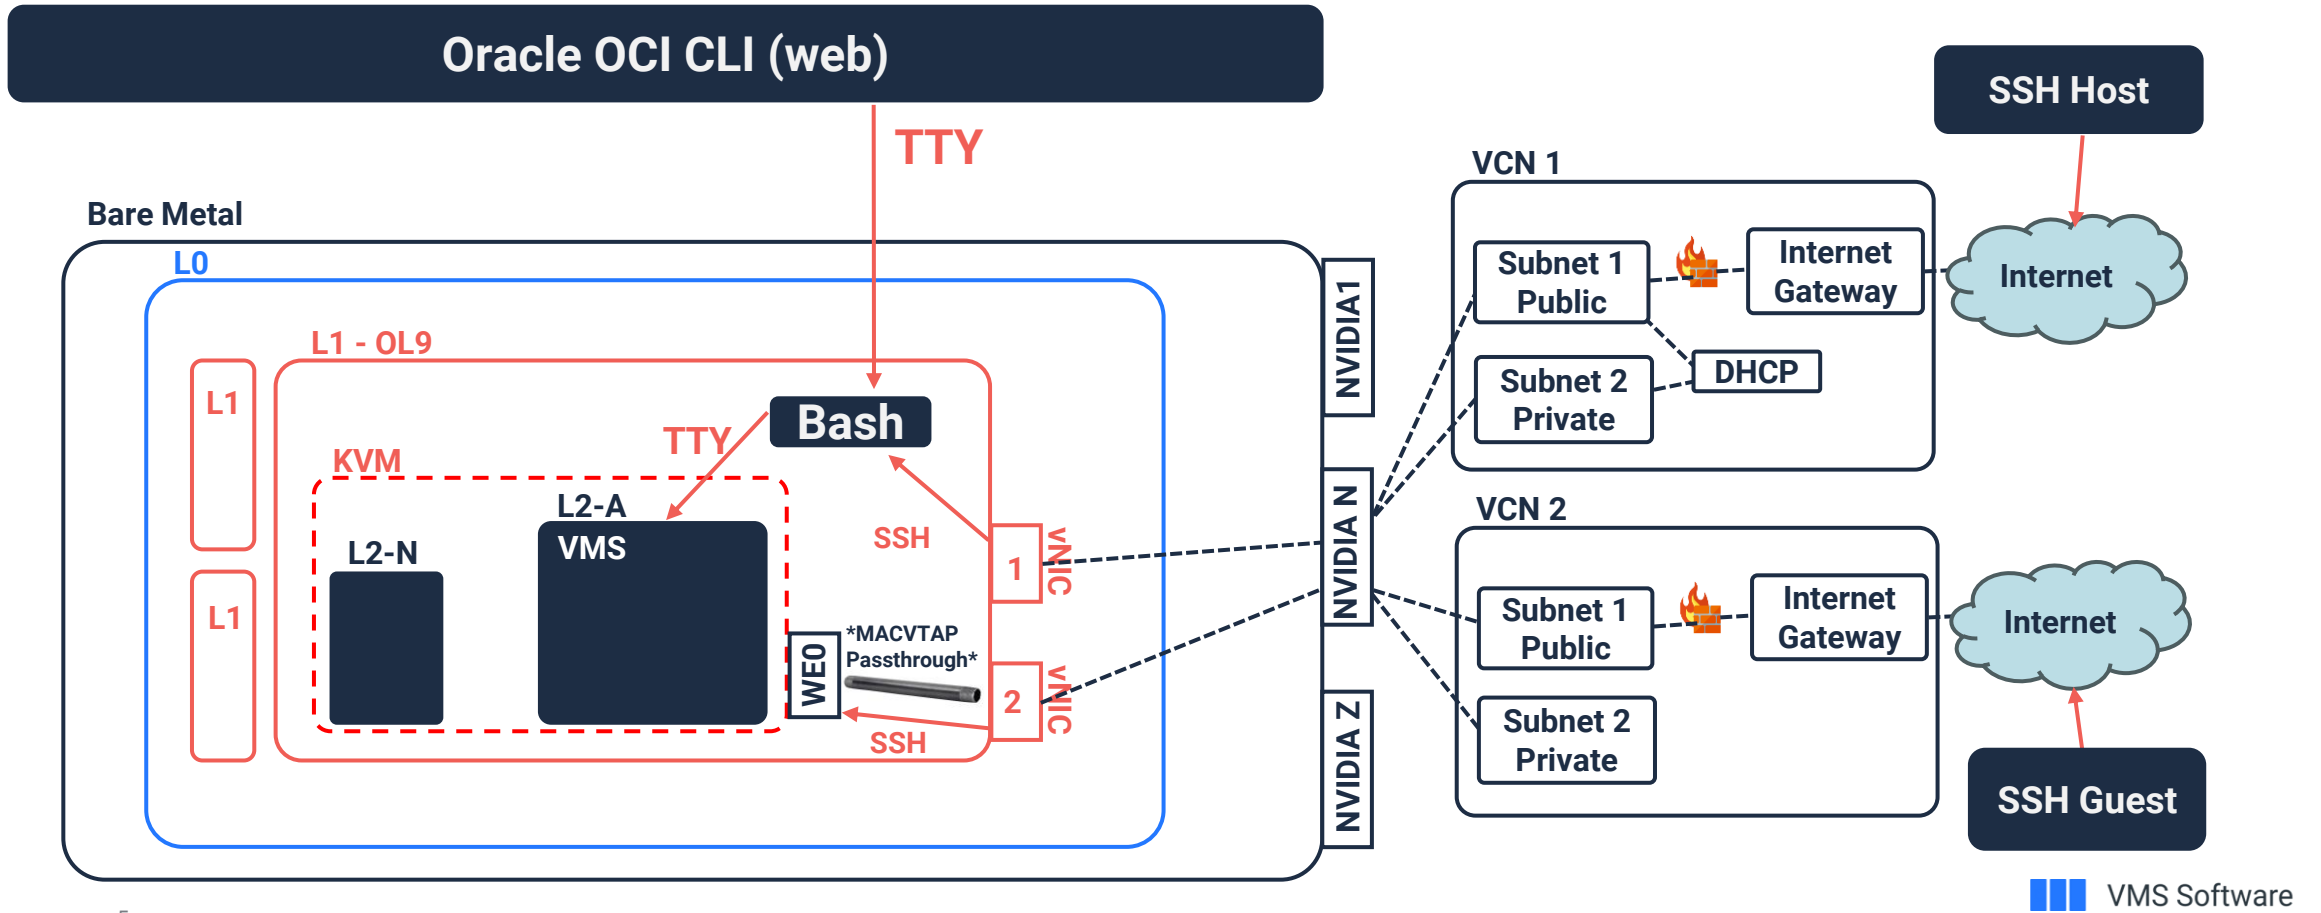 Oracle OCI CLI (web)
TTY
SSH Host
Bare Metal
L0
L1 - OL9
L1
L1
Bash
TTY
KVM
L2-A
VMS
L2-N
SSH
1
vNIC
*MACVTAP
Passthrough*
WE0
2
vNIC
SSH
NVIDIA1
NVIDIA N
NVIDIA Z
VCN 1
Subnet 1
Public
Internet
Gateway
Internet
DHCP
Subnet 2
Private
VCN 2
Subnet 1
Public
Internet
Gateway
Internet
Subnet 2
Private
SSH Guest
VMS Software